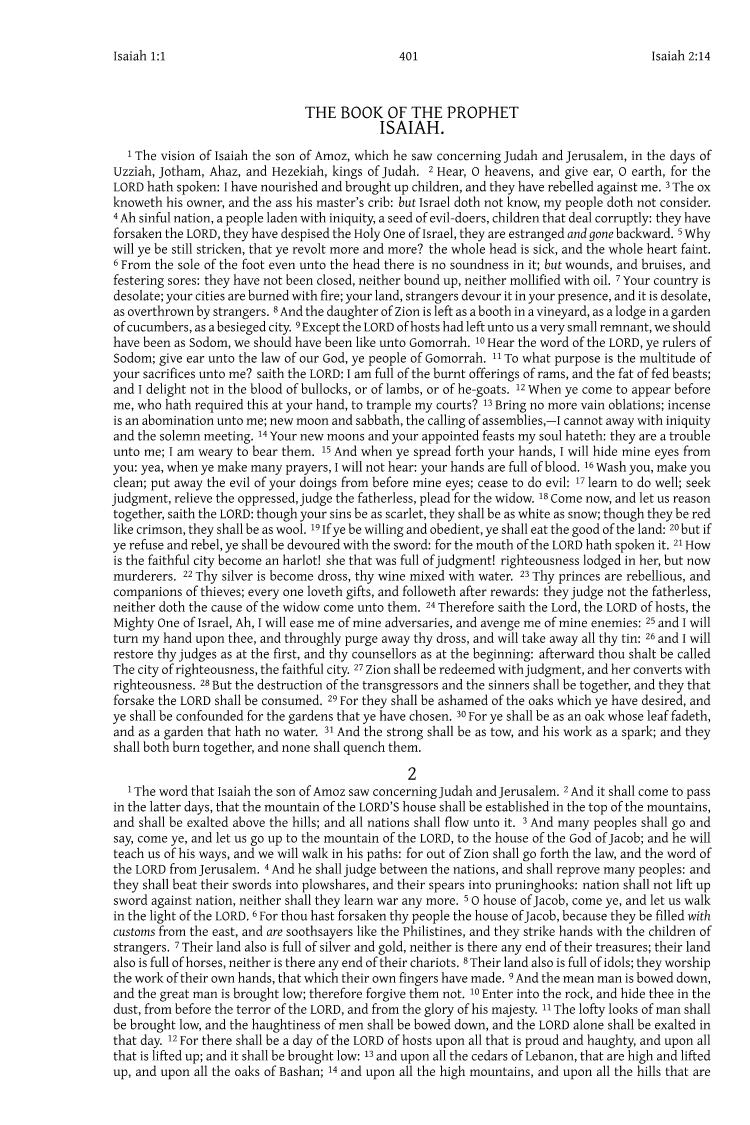 Isaiah 1:1 401 Isaiah 2:14
THE BOOK OF THE PROPHET
ISAIAH.
1 The vision of Isaiah the son of Amoz, which he saw concerning Judah and Jerusalem, in the days of
Uzziah, Jotham, Ahaz, and Hezekiah, kings of Judah. 2 Hear, O heavens, and give ear, O earth, for the
LORD hath spoken: I have nourished and brought up children, and they have rebelled against me. 3 The ox
knoweth his owner, and the ass his master’s crib: but Israel doth not know, my people doth not consider.
4 Ah sinful nation, a people laden with iniquity, a seed of evil-doers, children that deal corruptly: they have
forsaken the LORD, they have despised the Holy One of Israel, they are estranged and gone backward. 5 Why
will ye be still stricken, that ye revolt more and more? the whole head is sick, and the whole heart faint.
6 From the sole of the foot even unto the head there is no soundness in it; but wounds, and bruises, and
festering sores: they have not been closed, neither bound up, neither mollified with oil. 7 Your country is
desolate; your cities are burned with fire; your land, strangers devour it in your presence, and it is desolate,
as overthrown by strangers. 8 And the daughter of Zion is left as a booth in a vineyard, as a lodge in a garden
of cucumbers, as a besieged city. 9 Except the LORD of hosts had left unto us a very small remnant, we should
have been as Sodom, we should have been like unto Gomorrah. 10 Hear the word of the LORD, ye rulers of
Sodom; give ear unto the law of our God, ye people of Gomorrah. 11 To what purpose is the multitude of
your sacrifices unto me? saith the LORD: I am full of the burnt offerings of rams, and the fat of fed beasts;
and I delight not in the blood of bullocks, or of lambs, or of he-goats. 12 When ye come to appear before
me, who hath required this at your hand, to trample my courts? 13 Bring no more vain oblations; incense
is an abomination unto me; new moon and sabbath, the calling of assemblies,—I cannot away with iniquity
and the solemn meeting. 14 Your new moons and your appointed feasts my soul hateth: they are a trouble
unto me; I am weary to bear them. 15 And when ye spread forth your hands, I will hide mine eyes from
you: yea, when ye make many prayers, I will not hear: your hands are full of blood. 16 Wash you, make you
clean; put away the evil of your doings from before mine eyes; cease to do evil: 17 learn to do well; seek
judgment, relieve the oppressed, judge the fatherless, plead for the widow. 18 Come now, and let us reason
together, saith the LORD: though your sins be as scarlet, they shall be as white as snow; though they be red
like crimson, they shall be as wool. 19 If ye be willing and obedient, ye shall eat the good of the land: 20 but if
ye refuse and rebel, ye shall be devoured with the sword: for the mouth of the LORD hath spoken it. 21 How
is the faithful city become an harlot! she that was full of judgment! righteousness lodged in her, but now
murderers. 22 Thy silver is become dross, thy wine mixed with water. 23 Thy princes are rebellious, and
companions of thieves; every one loveth gifts, and followeth after rewards: they judge not the fatherless,
neither doth the cause of the widow come unto them. 24 Therefore saith the Lord, the LORD of hosts, the
Mighty One of Israel, Ah, I will ease me of mine adversaries, and avenge me of mine enemies: 25 and I will
turn my hand upon thee, and throughly purge away thy dross, and will take away all thy tin: 26 and I will
restore thy judges as at the first, and thy counsellors as at the beginning: afterward thou shalt be called
The city of righteousness, the faithful city. 27 Zion shall be redeemed with judgment, and her converts with
righteousness. 28 But the destruction of the transgressors and the sinners shall be together, and they that
forsake the LORD shall be consumed. 29 For they shall be ashamed of the oaks which ye have desired, and
ye shall be confounded for the gardens that ye have chosen. 30 For ye shall be as an oak whose leaf fadeth,
and as a garden that hath no water. 31 And the strong shall be as tow, and his work as a spark; and they
shall both burn together, and none shall quench them.
2
1 The word that Isaiah the son of Amoz saw concerning Judah and Jerusalem. 2 And it shall come to pass
in the latter days, that the mountain of the LORD’S house shall be established in the top of the mountains,
and shall be exalted above the hills; and all nations shall flow unto it. 3 And many peoples shall go and
say, come ye, and let us go up to the mountain of the LORD, to the house of the God of Jacob; and he will
teach us of his ways, and we will walk in his paths: for out of Zion shall go forth the law, and the word of
the LORD from Jerusalem. 4 And he shall judge between the nations, and shall reprove many peoples: and
they shall beat their swords into plowshares, and their spears into pruninghooks: nation shall not lift up
sword against nation, neither shall they learn war any more. 5 O house of Jacob, come ye, and let us walk
in the light of the LORD. 6 For thou hast forsaken thy people the house of Jacob, because they be filled with
customs from the east, and are soothsayers like the Philistines, and they strike hands with the children of
strangers. 7 Their land also is full of silver and gold, neither is there any end of their treasures; their land
also is full of horses, neither is there any end of their chariots. 8 Their land also is full of idols; they worship
the work of their own hands, that which their own fingers have made. 9 And the mean man is bowed down,
and the great man is brought low; therefore forgive them not. 10 Enter into the rock, and hide thee in the
dust, from before the terror of the LORD, and from the glory of his majesty. 11 The lofty looks of man shall
be brought low, and the haughtiness of men shall be bowed down, and the LORD alone shall be exalted in
that day. 12 For there shall be a day of the LORD of hosts upon all that is proud and haughty, and upon all
that is lifted up; and it shall be brought low: 13 and upon all the cedars of Lebanon, that are high and lifted
up, and upon all the oaks of Bashan; 14 and upon all the high mountains, and upon all the hills that are